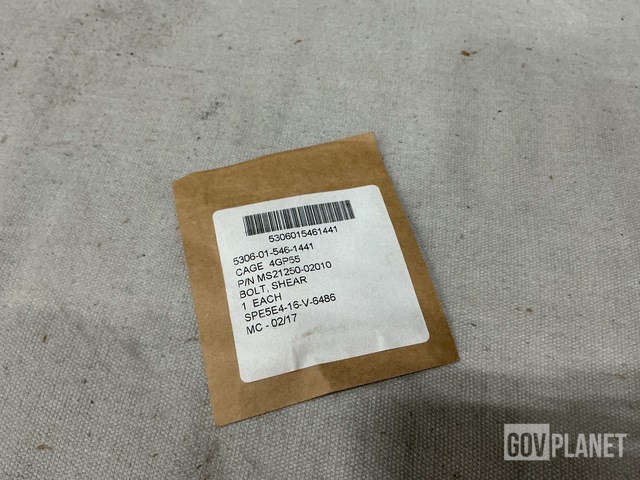 5306015461441
5306-01-546-1441
CAGE 4GP55
P/N MS21250-02010
BOLT, SHEAR
1 EACH
SPE5E4-16-V-6486
MC - 02/17
GOVPLANET